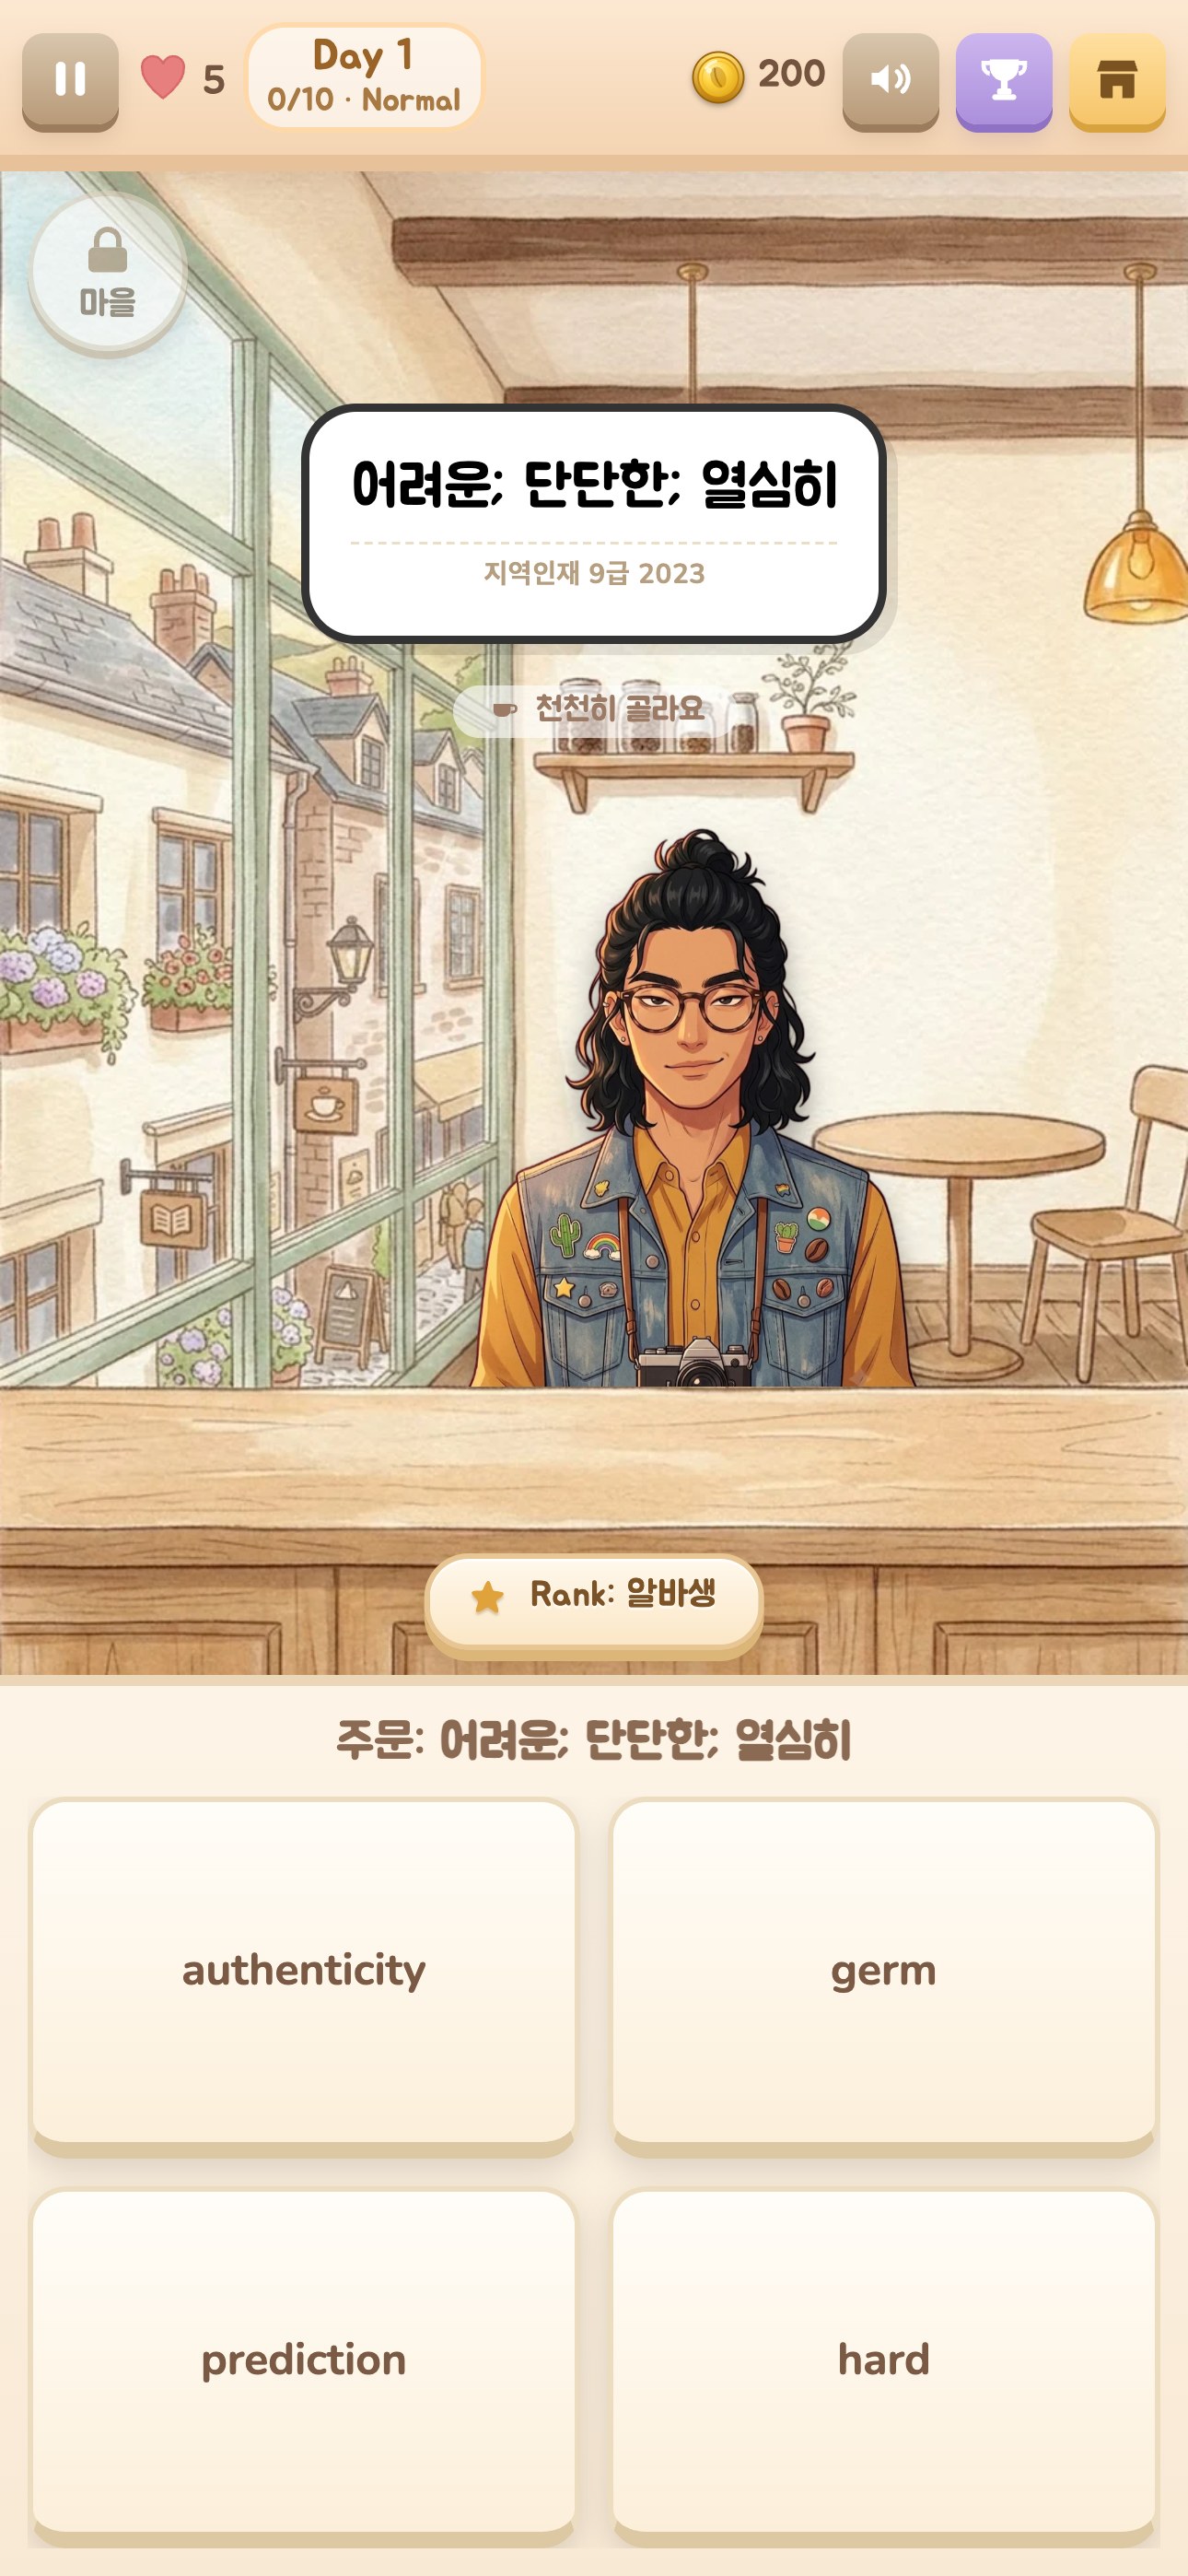 5
Day 1
0/10 · Normal
200
마을
어려운; 단단한; 열심히
지역인재 9급 2023
천천히 골라요
Rank: 알바생
주문: 어려운; 단단한; 열심히
authenticity
germ
prediction
hard